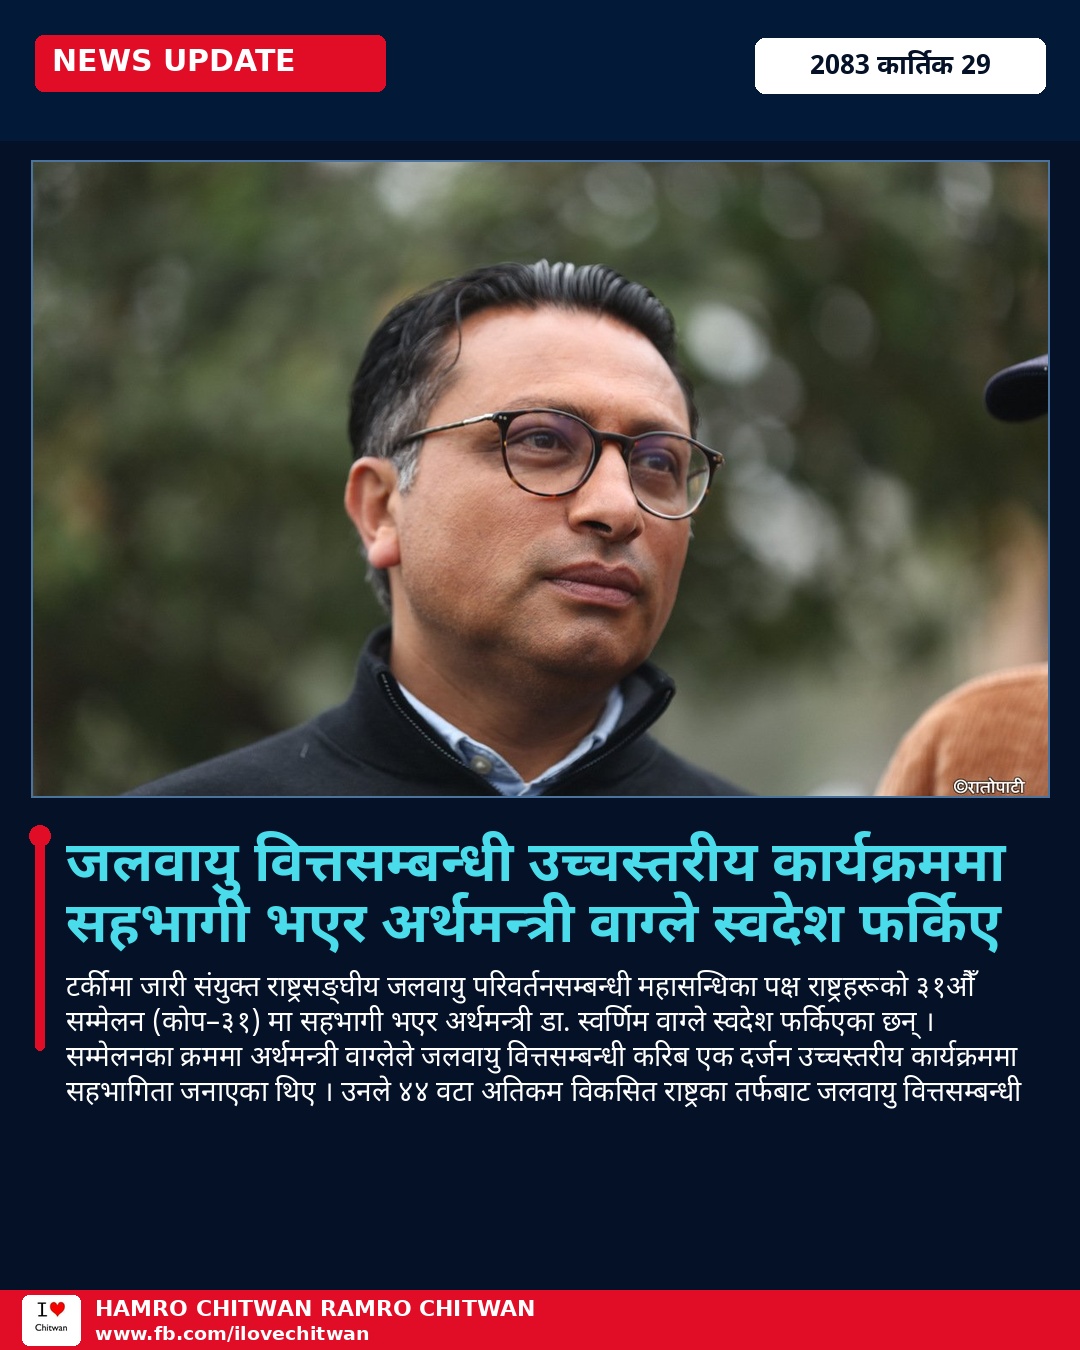 NEWS UPDATE
2083 कार्तिक 29
©रातोपाटी
जलवायु वित्तसम्बन्धी उच्चस्तरीय कार्यक्रममा
सहभागी भएर अर्थमन्त्री वाग्ले स्वदेश फर्किए
टर्कीमा जारी संयुक्त राष्ट्रसङ्घीय जलवायु परिवर्तनसम्बन्धी महासन्धिका पक्ष राष्ट्रहरूको ३१औँ
सम्मेलन (कोप–३१) मा सहभागी भएर अर्थमन्त्री डा. स्वर्णिम वाग्ले स्वदेश फर्किएका छन् ।
सम्मेलनका क्रममा अर्थमन्त्री वाग्लेले जलवायु वित्तसम्बन्धी करिब एक दर्जन उच्चस्तरीय कार्यक्रममा
सहभागिता जनाएका थिए । उनले ४४ वटा अतिकम विकसित राष्ट्रका तर्फबाट जलवायु वित्तसम्बन्धी
I ♥
Chitwan
HAMRO CHITWAN RAMRO CHITWAN
www.fb.com/ilovechitwan